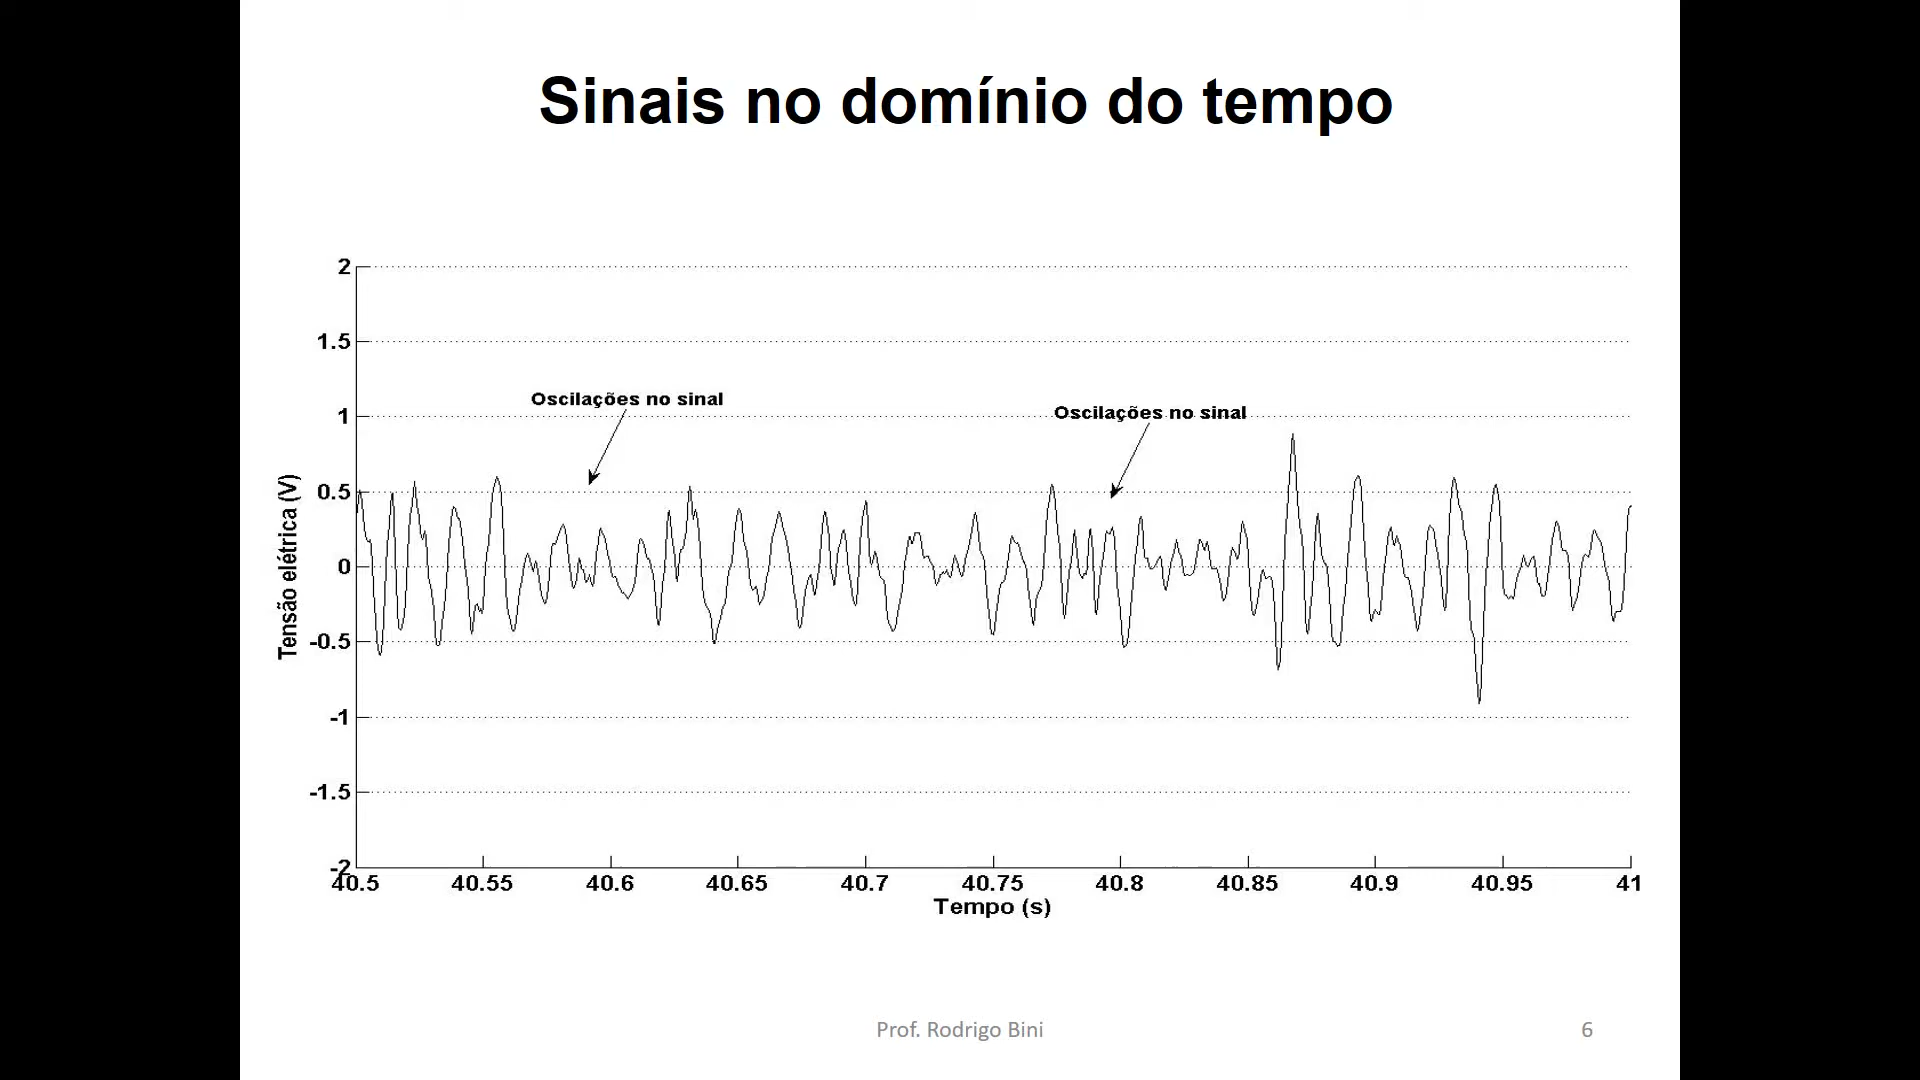 Sinais no domínio do tempo
2
1.5
Oscilações no sinal
1
Oscilações no sinal
0.5
0
-0.5
-1
-1.5
-2
Tensão elétrica (V)
40.5 40.55 40.6 40.65 40.7 40.75 40.8 40.85 40.9 40.95 41
Tempo (s)
Prof. Rodrigo Bini 6